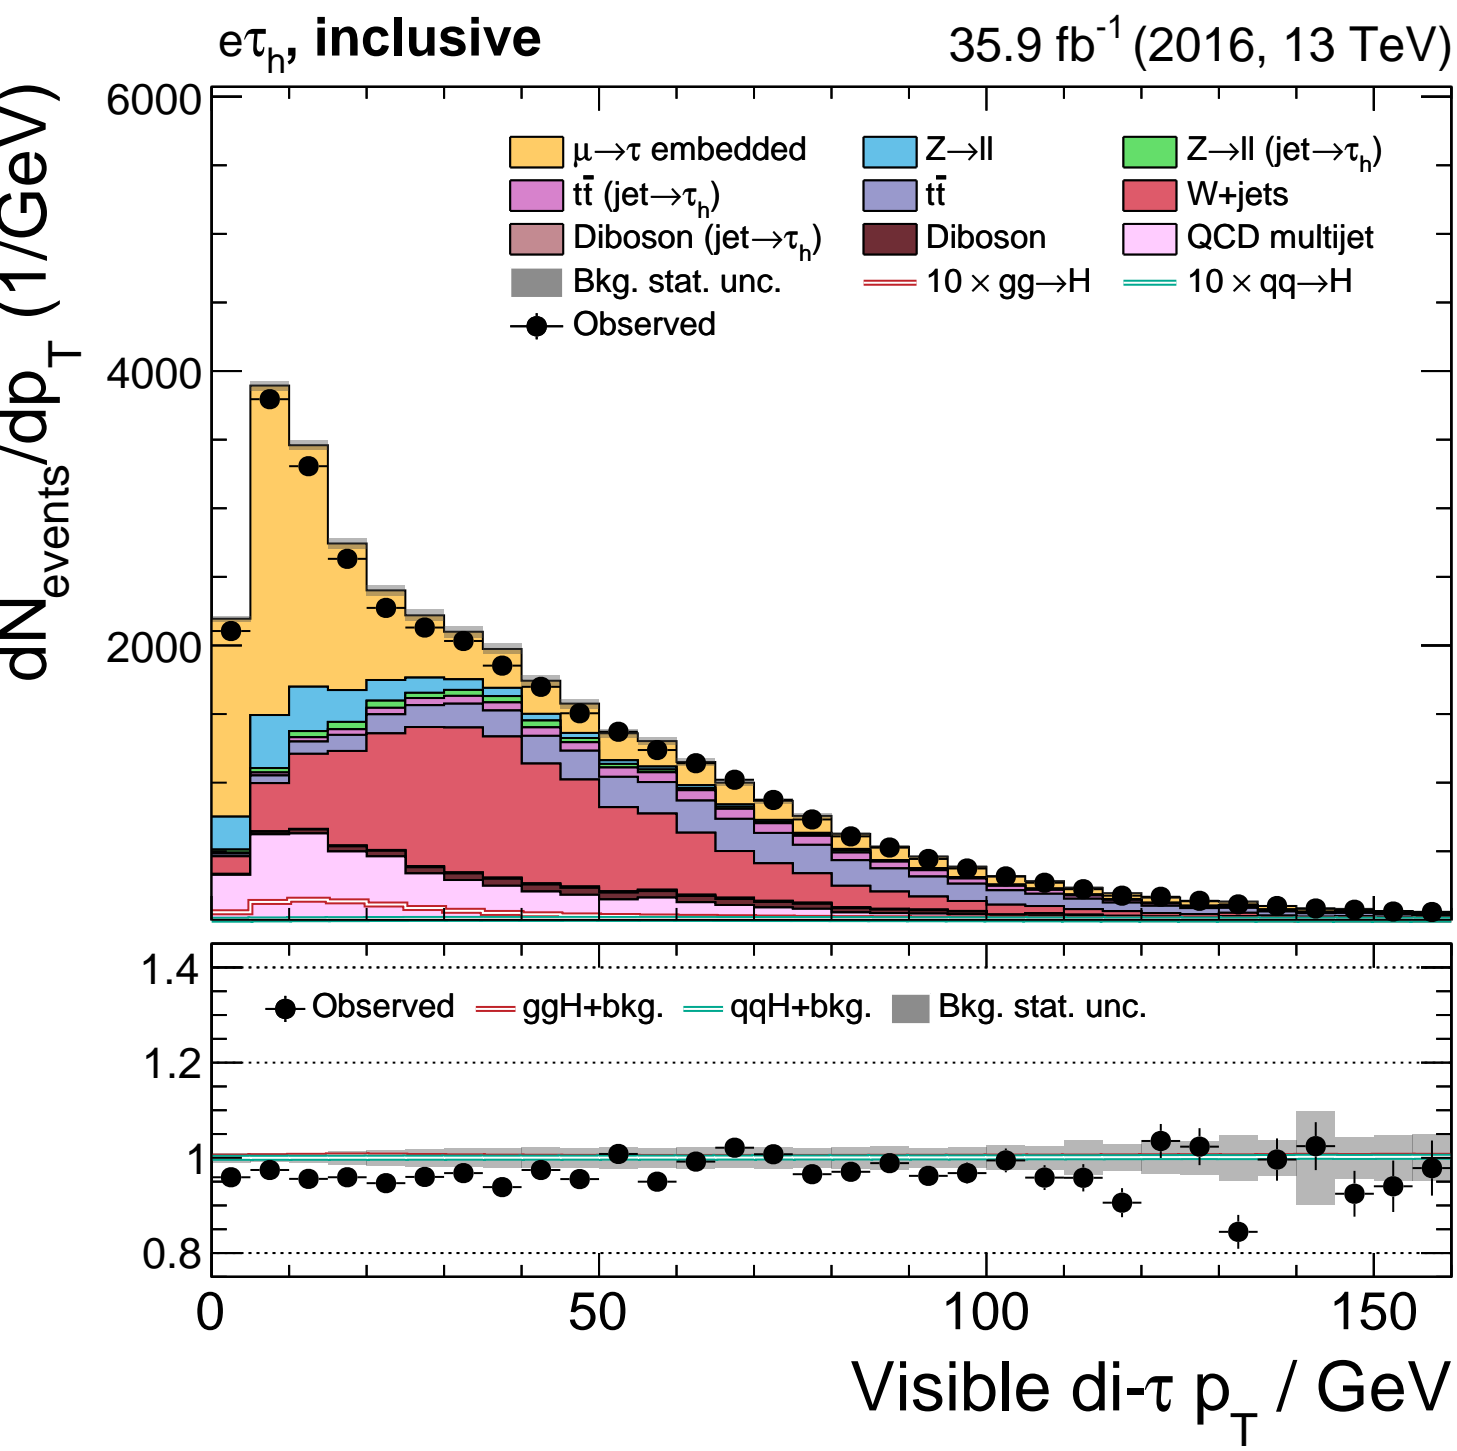 eτh, inclusive 35.9 fb-1 (2016, 13 TeV)
dNevents/dpT (1/GeV)
6000
4000
2000
μ→τ embedded Z→ll Z→ll (jet→τh)
tt̄ (jet→τh) tt̄ W+jets
Diboson (jet→τh) Diboson QCD multijet
Bkg. stat. unc. 10 × gg→H 10 × qq→H
Observed
1.4
1.2
1
0.8
Observed ggH+bkg. qqH+bkg. Bkg. stat. unc.
0 50 100 150
Visible di-τ pT / GeV